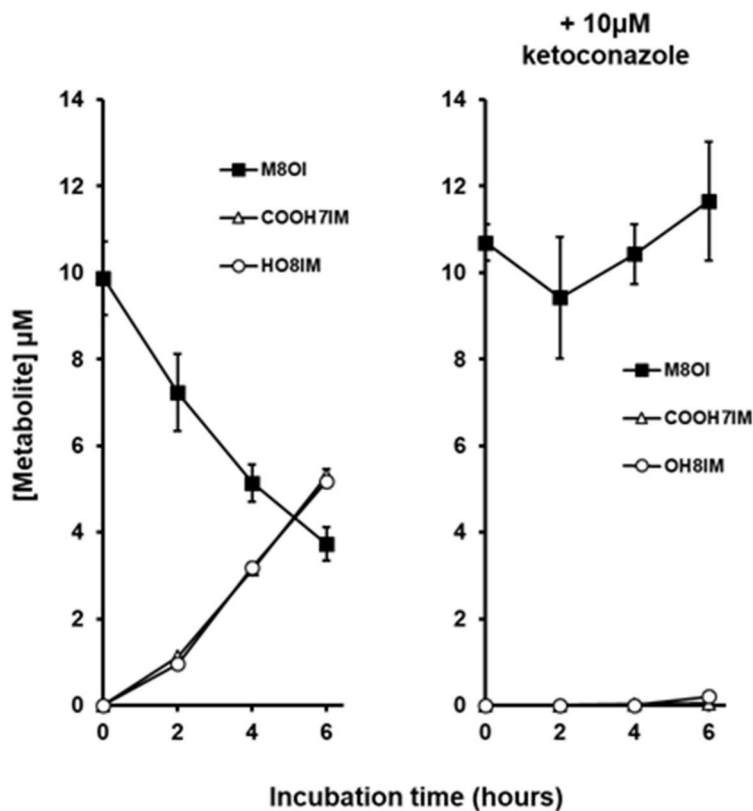 + 10µM
ketoconazole
[Metabolite] µM
14
12
10
8
6
4
2
0
0
2
4
6
M8OI
COOH7IM
HO8IM
14
12
10
8
6
4
2
0
0
2
4
6
M8OI
COOH7IM
OH8IM
Incubation time (hours)